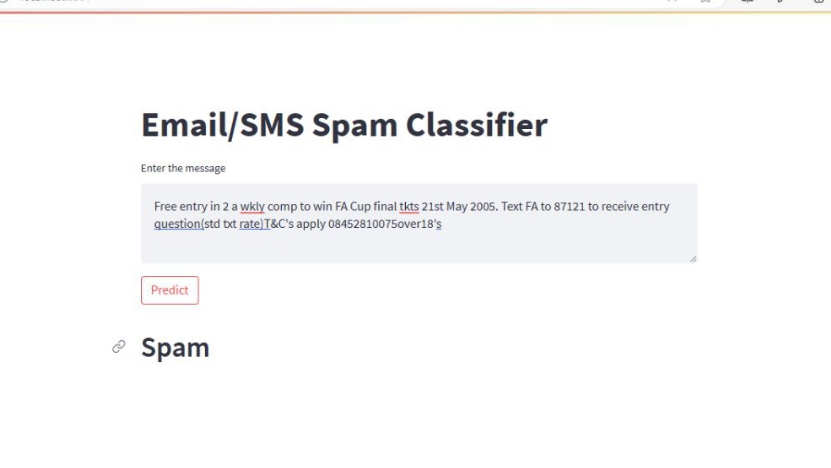 Email/SMS Spam Classifier
Enter the message
Free entry in 2 a wkly comp to win FA Cup final tkts 21st May 2005. Text FA to 87121 to receive entry
question(std txt rate)T&C's apply 08452810075over18's
Predict
Spam